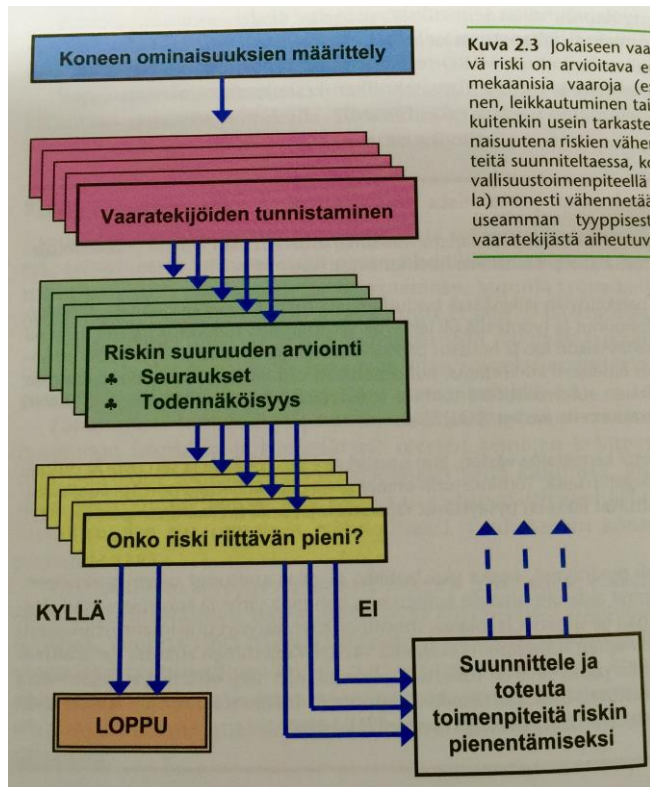 Koneen ominaisuuksien määrittely
Kuva 2.3 Jokaiseen vaa
vä riski on arvioitava e
mekaanisia vaaroja (es
nen, leikkautuminen tai
kuitenkin usein tarkaste
naisuutena riskien vähen
teitä suunniteltaessa, ko
vallisuustoimenpiteellä
la) monesti vähennetää
useamman tyyppisest
vaaratekijästä aiheutuv
Vaaratekijöiden tunnistaminen
Riskin suuruuden arviointi
♣ Seuraukset
♣ Todennäköisyys
Onko riski riittävän pieni?
KYLLÄ
EI
LOPPU
Suunnittele ja
toteuta
toimenpiteitä riskin
pienentämiseksi